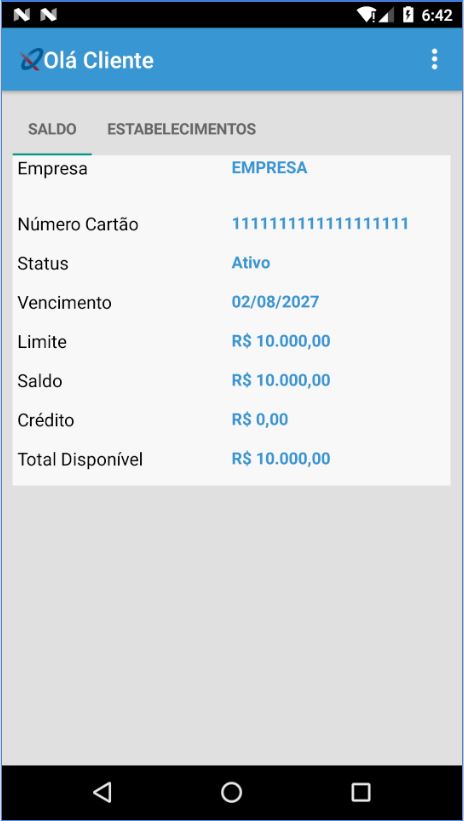 6:42
Olá Cliente
SALDO ESTABELECIMENTOS
Empresa EMPRESA
Número Cartão 1111111111111111111
Status Ativo
Vencimento 02/08/2027
Limite R$ 10.000,00
Saldo R$ 10.000,00
Crédito R$ 0,00
Total Disponível R$ 10.000,00